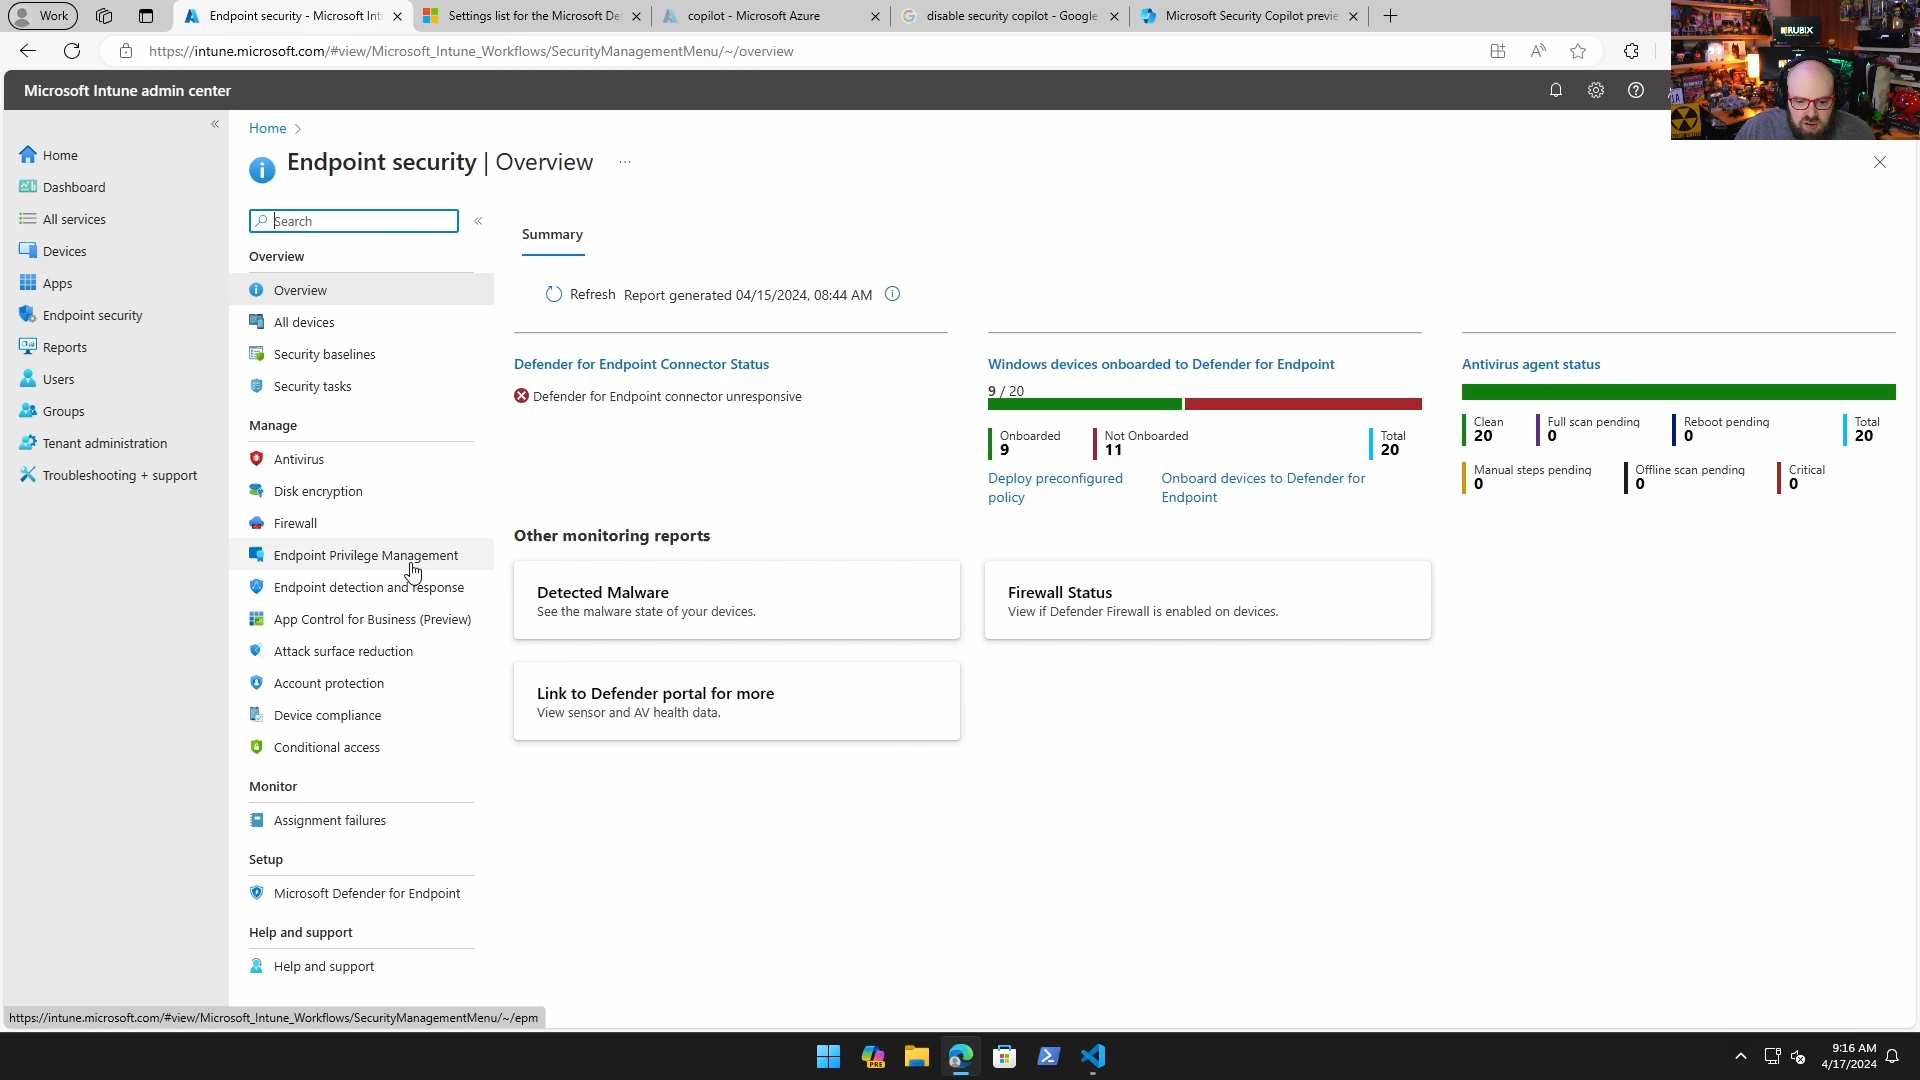 Work
Endpoint security - Microsoft Int
Settings list for the Microsoft De
copilot - Microsoft Azure
disable security copilot - Google
Microsoft Security Copilot previe
https://intune.microsoft.com/#view/Microsoft_Intune_Workflows/SecurityManagementMenu/~/overview
RUBIX
Microsoft Intune admin center
Home
Dashboard
All services
Devices
Apps
Endpoint security
Reports
Users
Groups
Tenant administration
Troubleshooting + support
Home >
Endpoint security | Overview ...
Search
Overview
Overview
All devices
Security baselines
Security tasks
Manage
Antivirus
Disk encryption
Firewall
Endpoint Privilege Management
Endpoint detection and response
App Control for Business (Preview)
Attack surface reduction
Account protection
Device compliance
Conditional access
Monitor
Assignment failures
Setup
Microsoft Defender for Endpoint
Help and support
Help and support
Summary
Refresh Report generated 04/15/2024, 08:44 AM
Defender for Endpoint Connector Status
Defender for Endpoint connector unresponsive
Windows devices onboarded to Defender for Endpoint
9 / 20
Onboarded
9
Not Onboarded
11
Total
20
Deploy preconfigured
policy
Onboard devices to Defender for
Endpoint
Antivirus agent status
Clean
20
Full scan pending
0
Reboot pending
0
Total
20
Manual steps pending
0
Offline scan pending
0
Critical
0
Other monitoring reports
Detected Malware
See the malware state of your devices.
Firewall Status
View if Defender Firewall is enabled on devices.
Link to Defender portal for more
View sensor and AV health data.
https://intune.microsoft.com/#view/Microsoft_Intune_Workflows/SecurityManagementMenu/~/epm
PRE
9:16 AM
4/17/2024